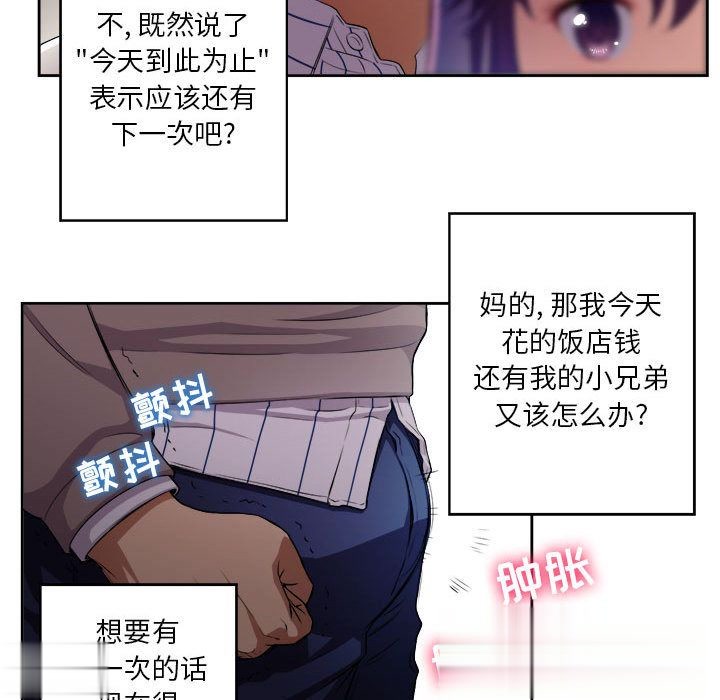 不, 既然说了
"今天到此为止"
表示应该还有
下一次吧?
妈的, 那我今天
花的饭店钱
还有我的小兄弟
又该怎么办?
颤抖
颤抖
肿胀
想要有
一次的话